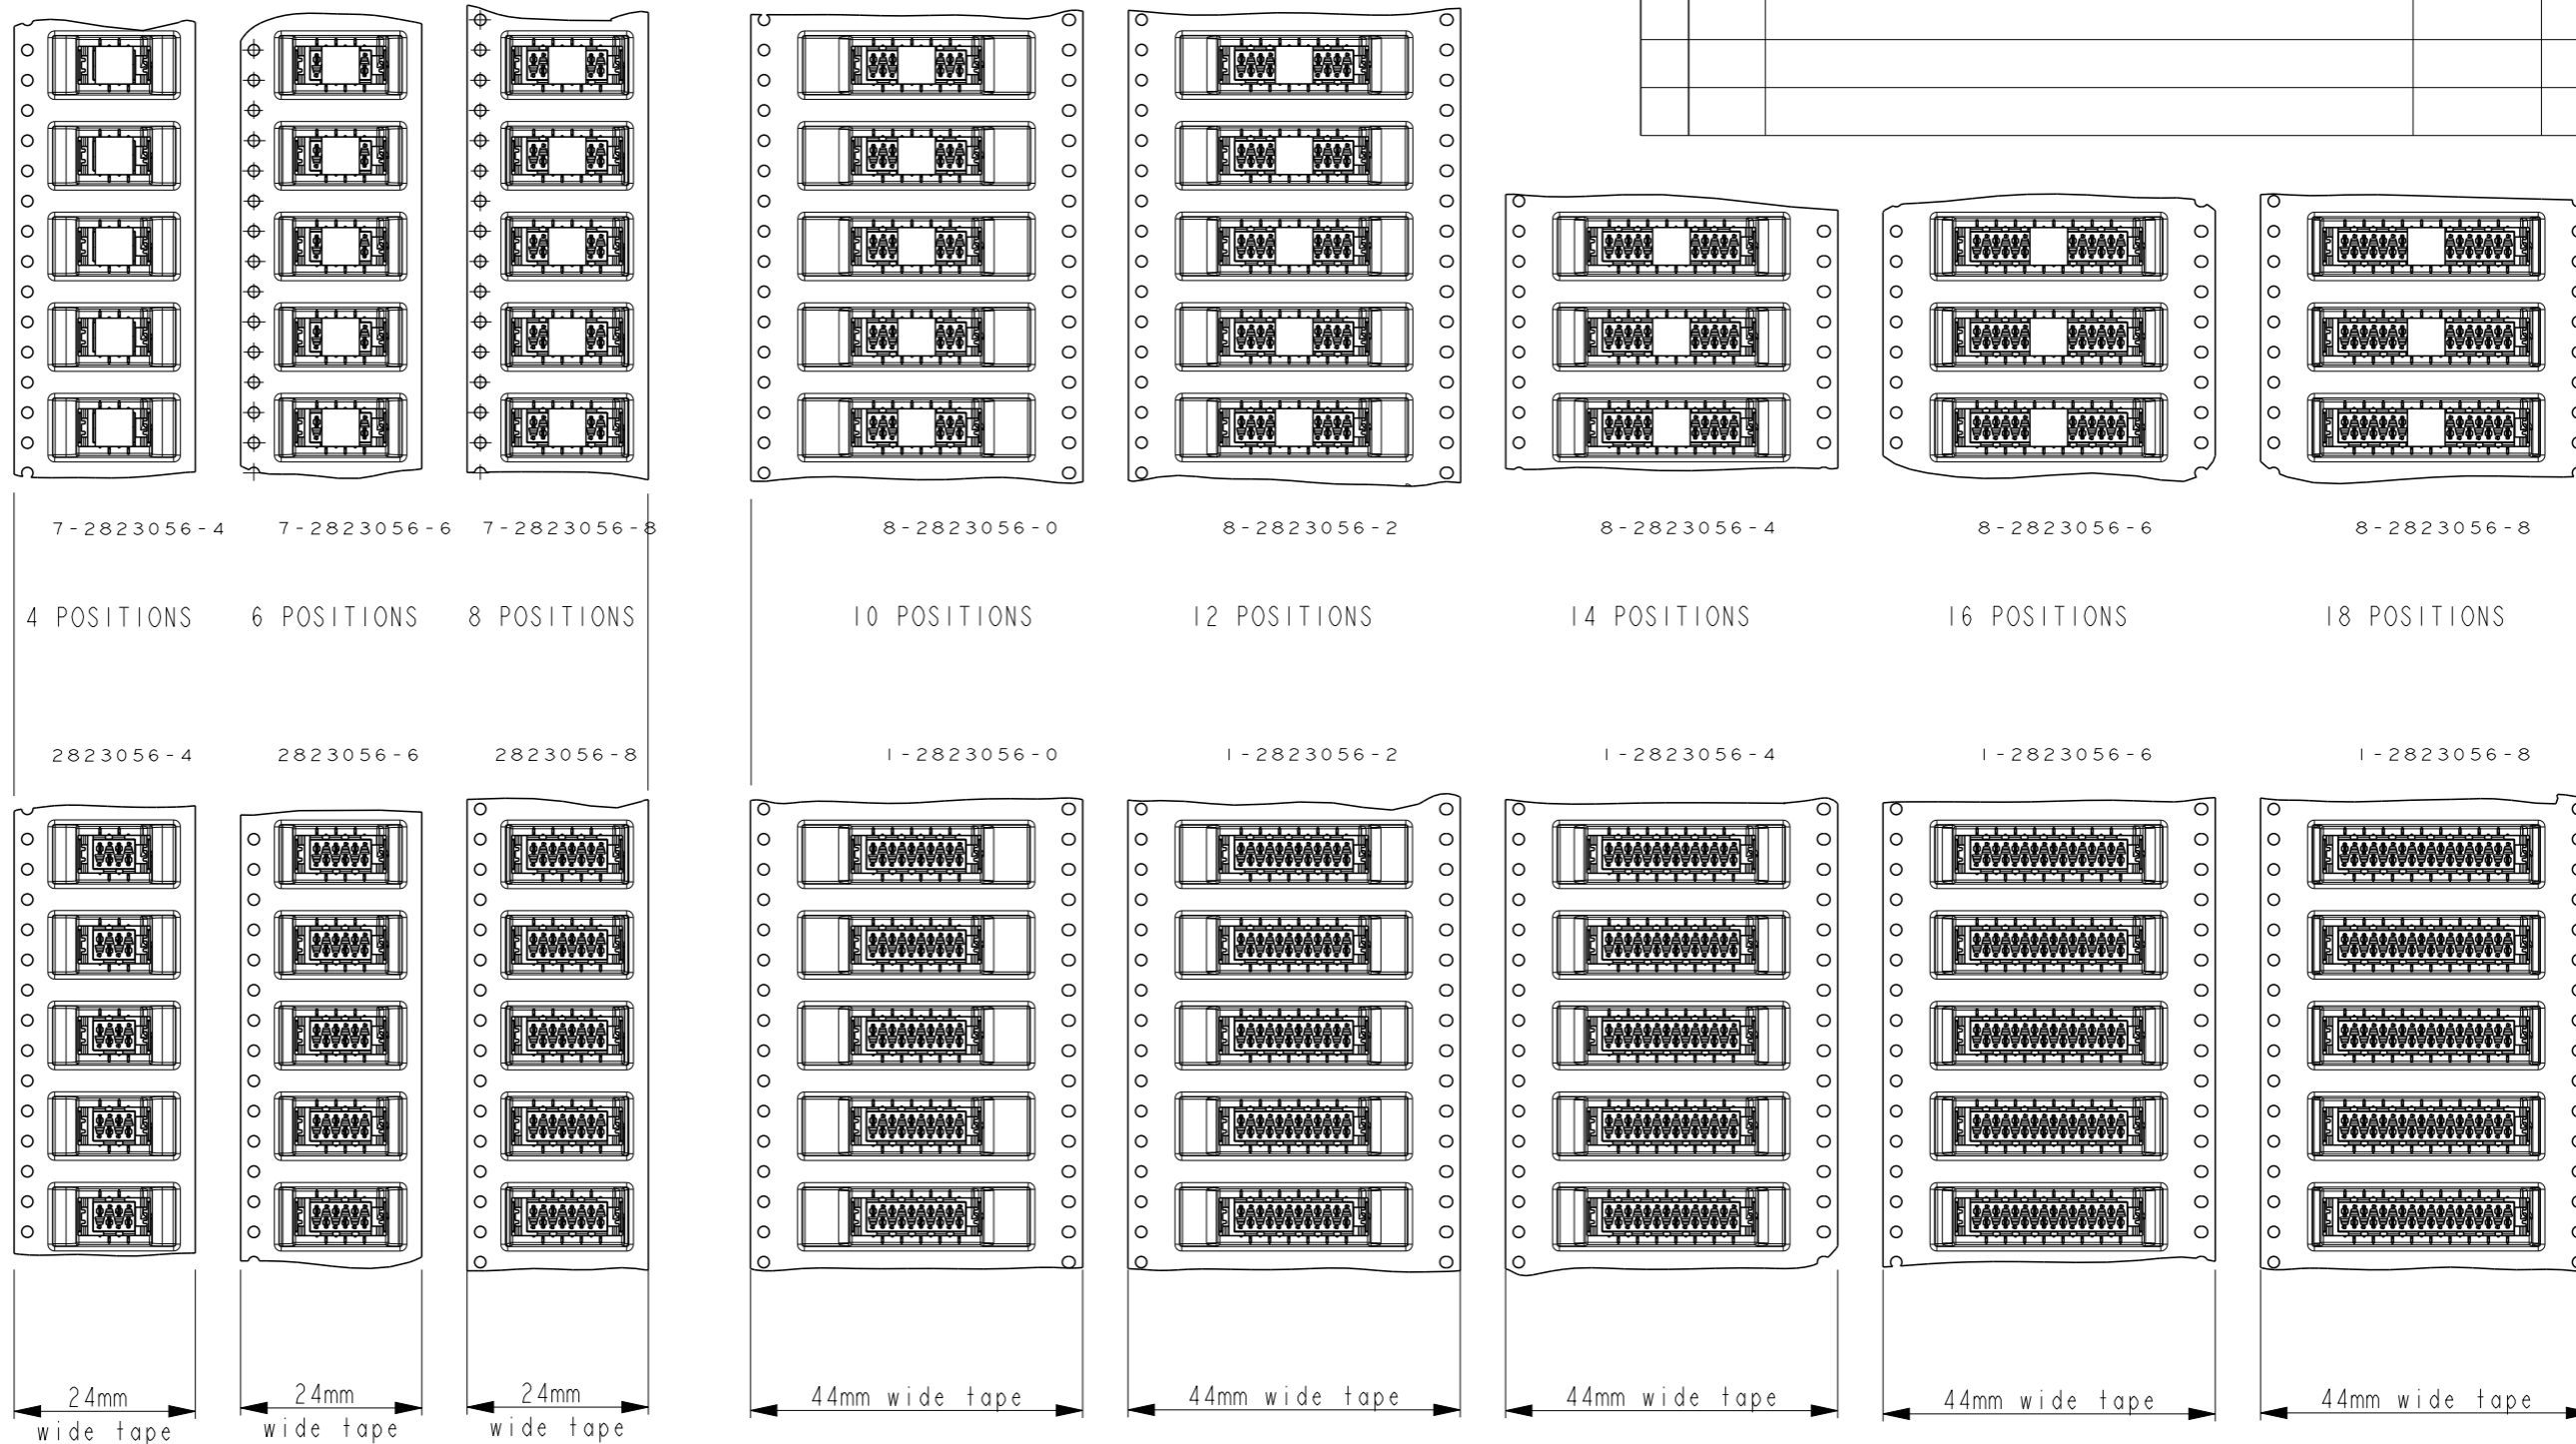 7-2823056-4
7-2823056-6
7-2823056-8
8-2823056-0
8-2823056-2
8-2823056-4
8-2823056-6
8-2823056-8
4 POSITIONS
6 POSITIONS
8 POSITIONS
10 POSITIONS
12 POSITIONS
14 POSITIONS
16 POSITIONS
18 POSITIONS
2823056-4
2823056-6
2823056-8
1-2823056-0
1-2823056-2
1-2823056-4
1-2823056-6
1-2823056-8
24mm
wide tape
24mm
wide tape
24mm
wide tape
44mm wide tape
44mm wide tape
44mm wide tape
44mm wide tape
44mm wide tape